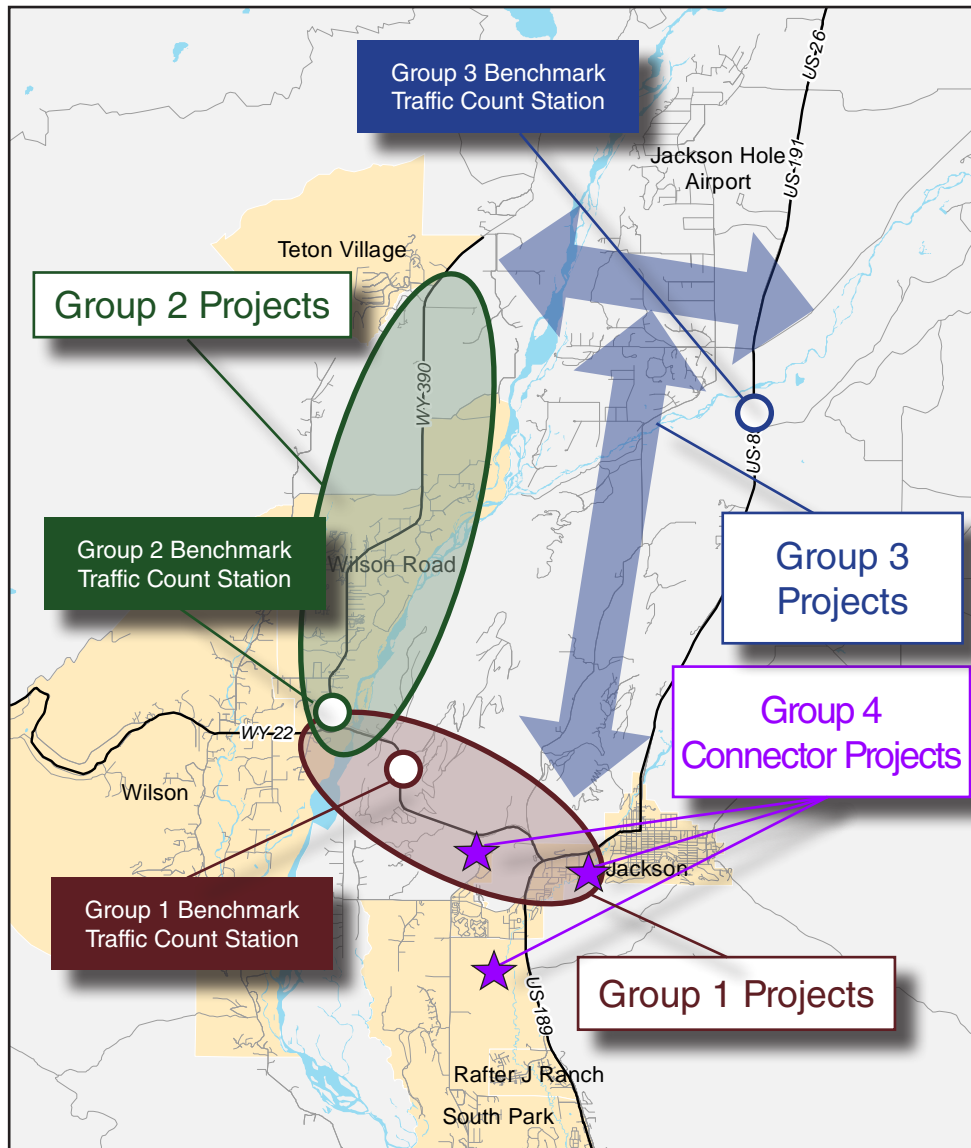 US-26
Group 3 Benchmark
Traffic Count Station
Jackson Hole
Airport
US-191
Teton Village
Group 2 Projects
WY-390
US-8
Group 2 Benchmark
Traffic Count Station
Wilson Road
Group 3
Projects
Group 4
Connector Projects
WY-22
Wilson
Jackson
Group 1 Benchmark
Traffic Count Station
Group 1 Projects
US-189
Rafter J Ranch
South Park